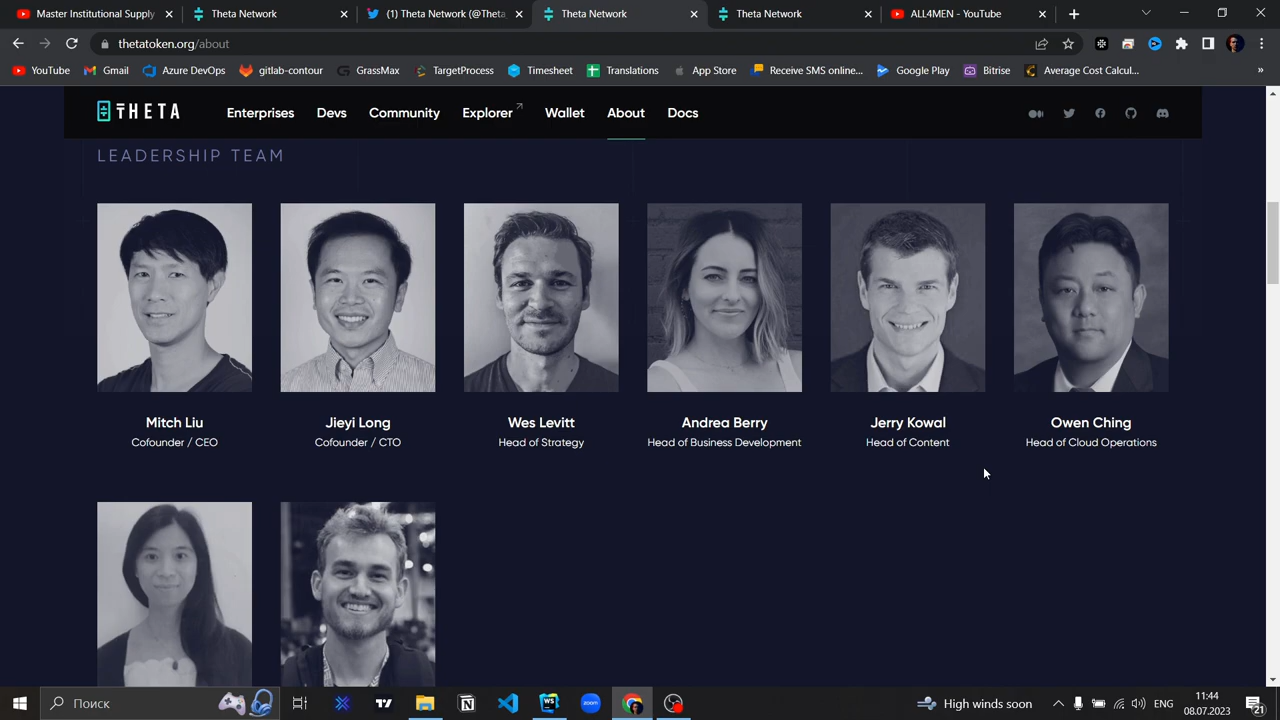 Master Institutional Supply
Theta Network
(1) Theta Network (@Theta_
Theta Network
Theta Network
ALL4MEN - YouTube
thetatoken.org/about
YouTube
Gmail
Azure DevOps
gitlab-contour
GrassMax
TargetProcess
Timesheet
Translations
App Store
Receive SMS online...
Google Play
Bitrise
Average Cost Calcul...
»
THETA
Enterprises
Devs
Community
Explorer
Wallet
About
Docs
LEADERSHIP TEAM
Mitch Liu
Cofounder / CEO
Jieyi Long
Cofounder / CTO
Wes Levitt
Head of Strategy
Andrea Berry
Head of Business Development
Jerry Kowal
Head of Content
Owen Ching
Head of Cloud Operations
Поиск
WS
zoom
High winds soon
ENG
11:44
08.07.2023
21